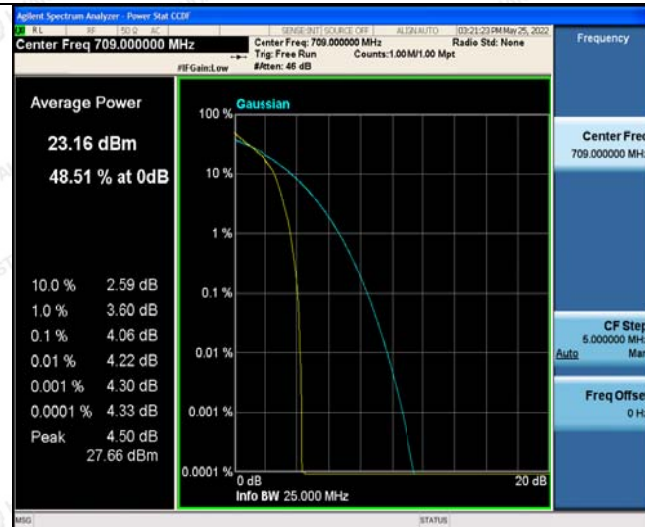 Agilent Spectrum Analyzer - Power Stat CCDF
RL RF 50 Ω AC SENSE:INT SOURCE OFF ALIGN AUTO 03:21:23 PM May 25, 2022
Center Freq 709.000000 MHz
Center Freq: 709.000000 MHz Radio Std: None
Trig: Free Run Counts:1.00 M/1.00 Mpt
#IFGain:Low #Atten: 46 dB
Frequency
Average Power
23.16 dBm
48.51 % at 0dB
10.0 % 2.59 dB
1.0 % 3.60 dB
0.1 % 4.06 dB
0.01 % 4.22 dB
0.001 % 4.30 dB
0.0001 % 4.33 dB
Peak 4.50 dB
27.66 dBm
Gaussian
100 %
10 %
1 %
0.1 %
0.01 %
0.001 %
0.0001 %
0 dB 20 dB
Info BW 25.000 MHz
Center Freq
709.000000 MHz
CF Step
5.000000 MHz
Auto Man
Freq Offset
0 Hz
MSG STATUS